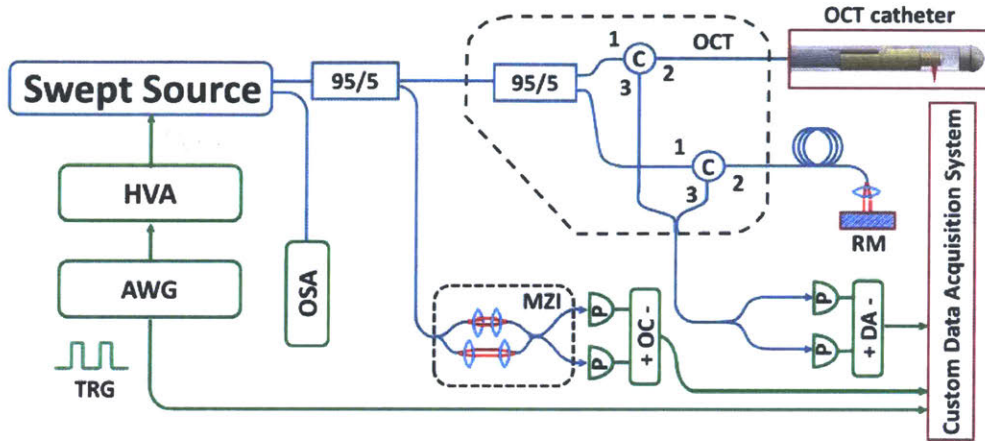 OCT catheter
1
OCT
C
2
3
95/5
95/5
Swept Source
1
C
2
3
HVA
RM
AWG
OSA
MZI
P
P
+ OC -
P
P
+ DA -
TRG
Custom Data Acquisition System